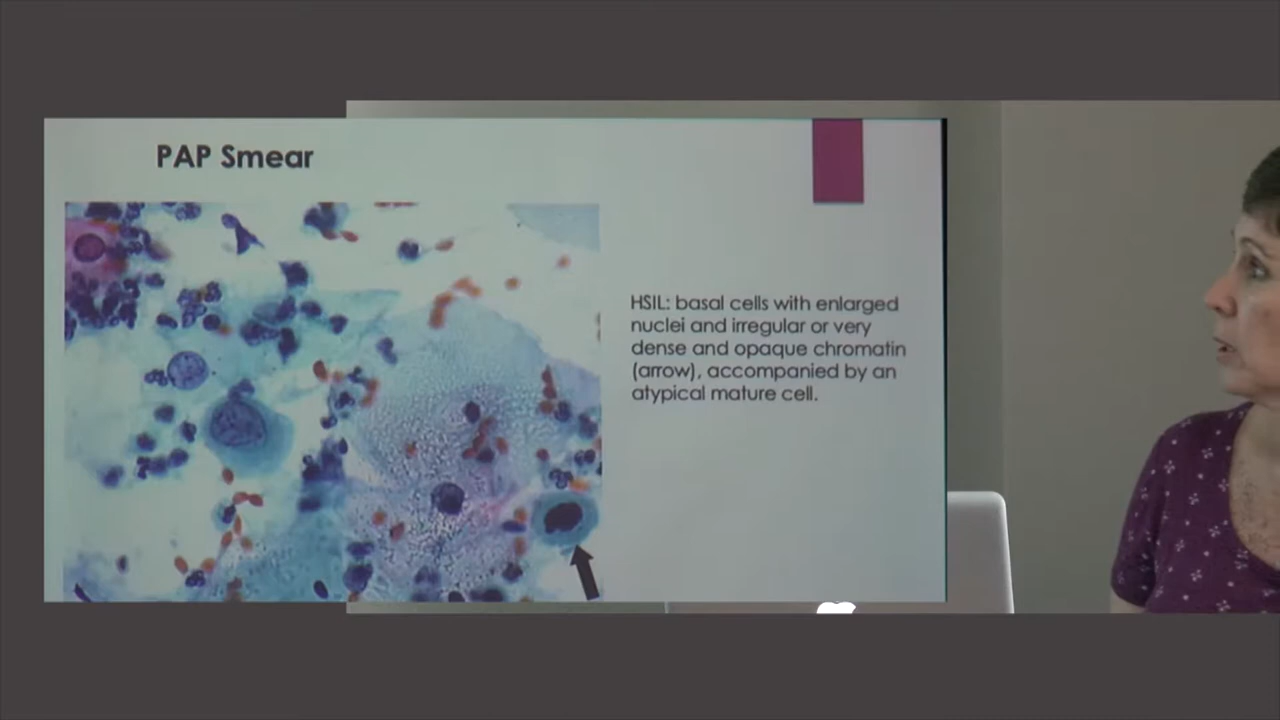 PAP Smear
HSIL: basal cells with enlarged
nuclei and irregular or very
dense and opaque chromatin
(arrow), accompanied by an
atypical mature cell.